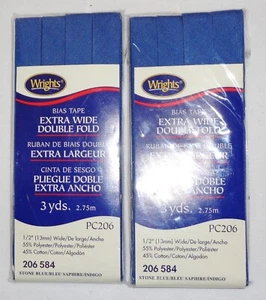 Wrights®
BIAS TAPE
EXTRA WIDE
DOUBLE FOLD
RUBAN DE BIAIS DOUBLE
EXTRA LARGEUR
CINTA DE SESGO
PLIEGUE DOBLE
EXTRA ANCHO
3 yds. 2.75m
PC206
1/2" (13mm) Wide/De large/Ancho
55% Polyester/Polyester/Poliéster
45% Cotton/Coton/Algodón
206 584
STONE BLUE/BLEU SAPHIRE/INDIGO
Wrights®
BIAS TAPE
EXTRA WIDE
DOUBLE FOLD
RUBAN DE BIAIS DOUBLE
EXTRA LARGEUR
CINTA DE SESGO
PLIEGUE DOBLE
EXTRA ANCHO
3 yds. 2.75m
PC206
1/2" (13mm) Wide/De large/Ancho
55% Polyester/Polyester/Poliéster
45% Cotton/Coton/Algodón
206 584
STONE BLUE/BLEU SAPHIRE/INDIGO